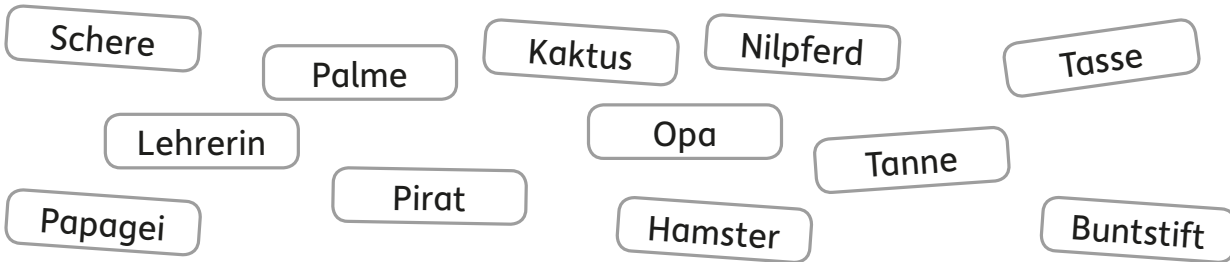 Schere
Palme
Kaktus
Nilpferd
Tasse
Lehrerin
Opa
Tanne
Pirat
Papagei
Hamster
Buntstift